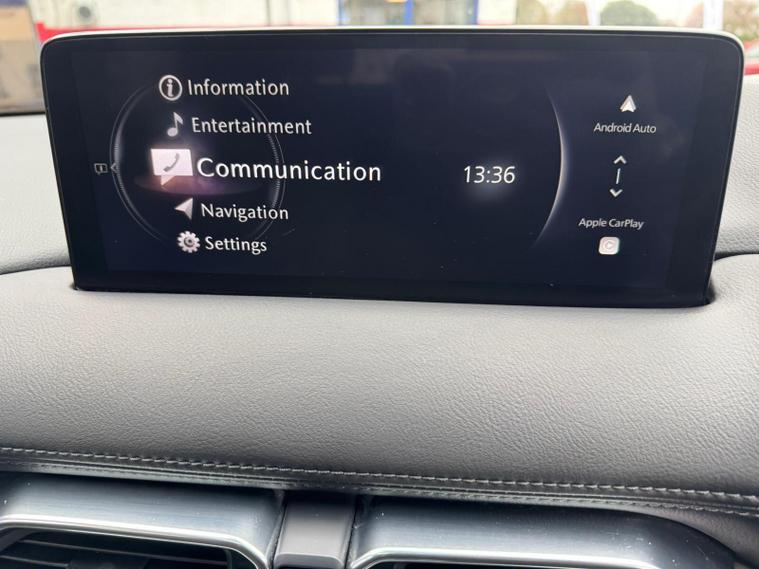 Information
Entertainment
Communication
Navigation
Settings
13:36
Android Auto
Apple CarPlay